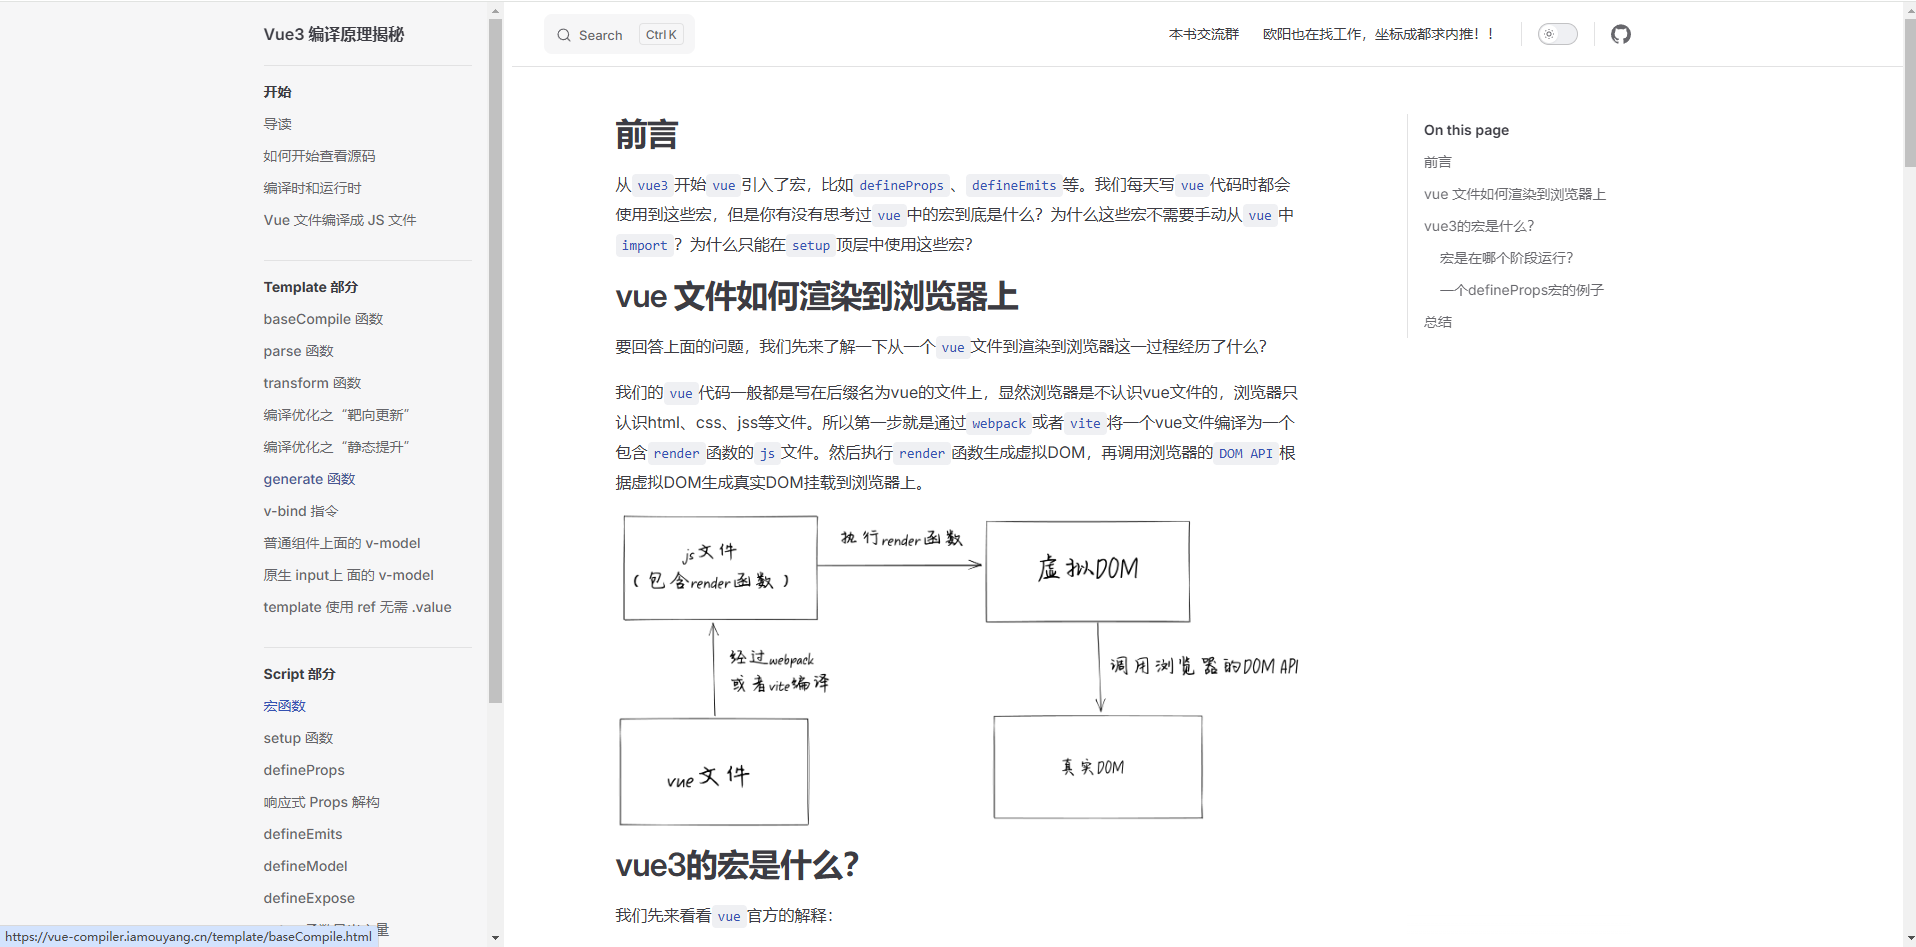 Vue3 编译原理揭秘
开始
导读
如何开始查看源码
编译时和运行时
Vue 文件编译成 JS 文件
Template 部分
baseCompile 函数
parse 函数
transform 函数
编译优化之“靶向更新”
编译优化之“静态提升”
generate 函数
v-bind 指令
普通组件上面的 v-model
原生 input上 面的 v-model
template 使用 ref 无需 .value
Script 部分
宏函数
setup 函数
defineProps
响应式 Props 解构
defineEmits
defineModel
defineExpose
https://vue-compiler.iamouyang.cn/template/baseCompile.html
Search Ctrl K
本书交流群 欧阳也在找工作，坐标成都求内推！！
前言
从 vue3 开始 vue 引入了宏，比如 defineProps 、 defineEmits 等。我们每天写 vue 代码时都会
使用到这些宏，但是你有没有思考过 vue 中的宏到底是什么？为什么这些宏不需要手动从 vue 中
import ？为什么只能在 setup 顶层中使用这些宏？
vue 文件如何渲染到浏览器上
要回答上面的问题，我们先来了解一下从一个 vue 文件到渲染到浏览器这一过程经历了什么？
我们的 vue 代码一般都是写在后缀名为vue的文件上，显然浏览器是不认识vue文件的，浏览器只
认识html、css、jss等文件。所以第一步就是通过 webpack 或者 vite 将一个vue文件编译为一个
包含 render 函数的 js 文件。然后执行 render 函数生成虚拟DOM，再调用浏览器的 DOM API 根
据虚拟DOM生成真实DOM挂载到浏览器上。
js文件
（包含render函数）
执行render函数
虚拟DOM
经过webpack
或者vite编译
调用浏览器的DOM API
vue文件
真实DOM
vue3的宏是什么？
我们先来看看 vue 官方的解释：
On this page
前言
vue 文件如何渲染到浏览器上
vue3的宏是什么？
宏是在哪个阶段运行？
一个defineProps宏的例子
总结